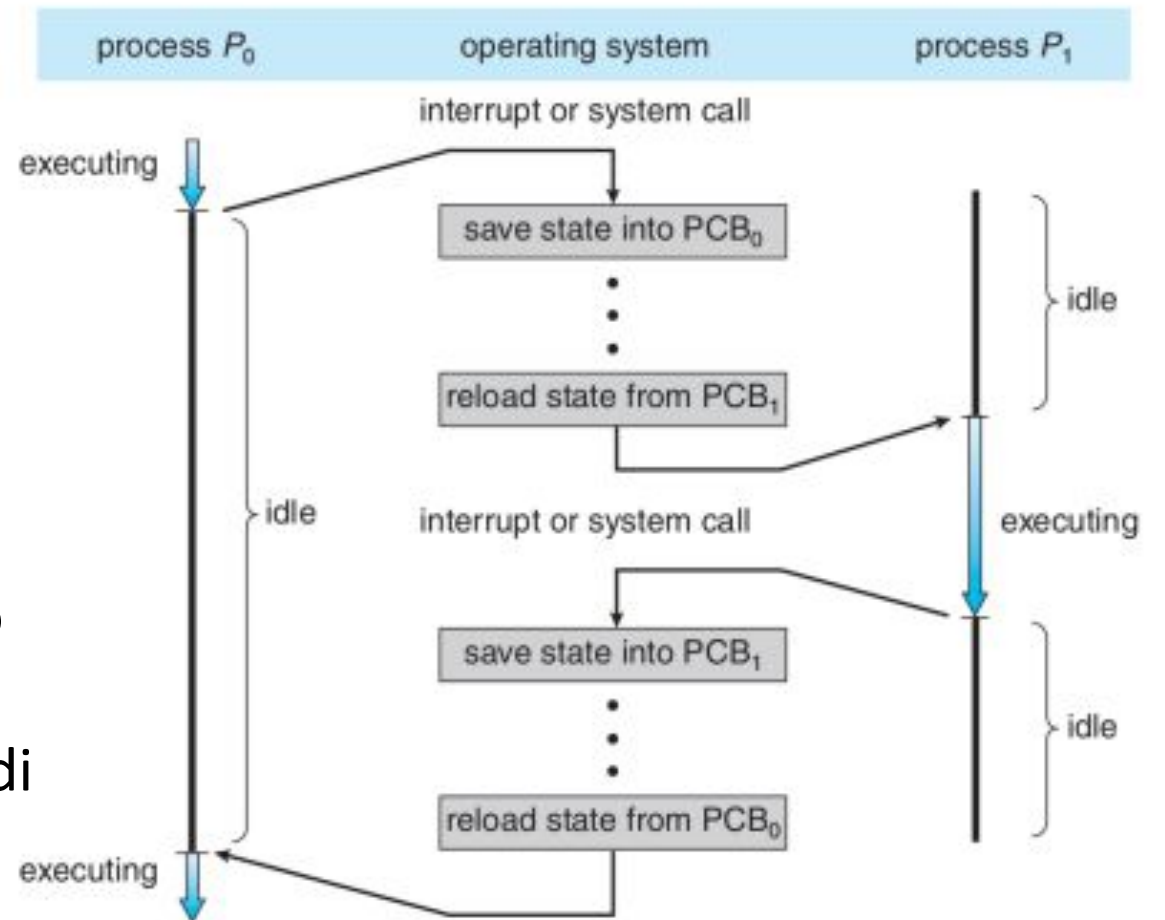 process P₀ operating system process P₁
interrupt or system call
executing
save state into PCB₀
idle
reload state from PCB₁
idle
interrupt or system call
executing
save state into PCB₁
idle
di
reload state from PCB₀
executing